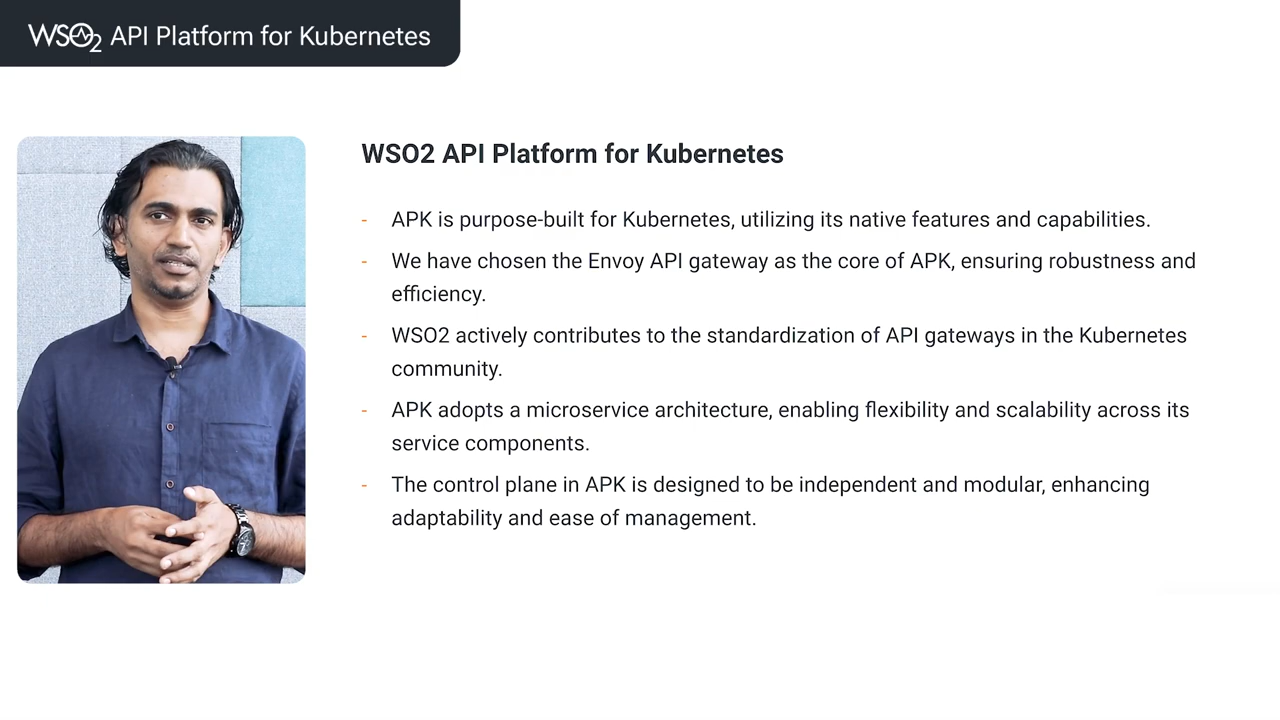 WSO2 API Platform for Kubernetes
WSO2 API Platform for Kubernetes
- APK is purpose-built for Kubernetes, utilizing its native features and capabilities.
- We have chosen the Envoy API gateway as the core of APK, ensuring robustness and
efficiency.
- WSO2 actively contributes to the standardization of API gateways in the Kubernetes
community.
- APK adopts a microservice architecture, enabling flexibility and scalability across its
service components.
- The control plane in APK is designed to be independent and modular, enhancing
adaptability and ease of management.